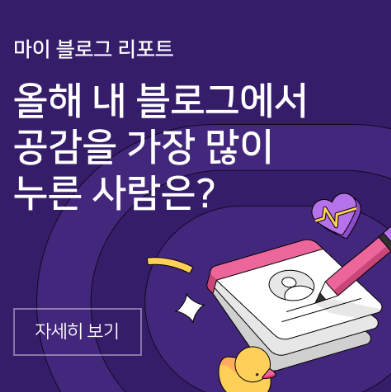 마이 블로그 리포트
올해 내 블로그에서
공감을 가장 많이
누른 사람은?
자세히 보기